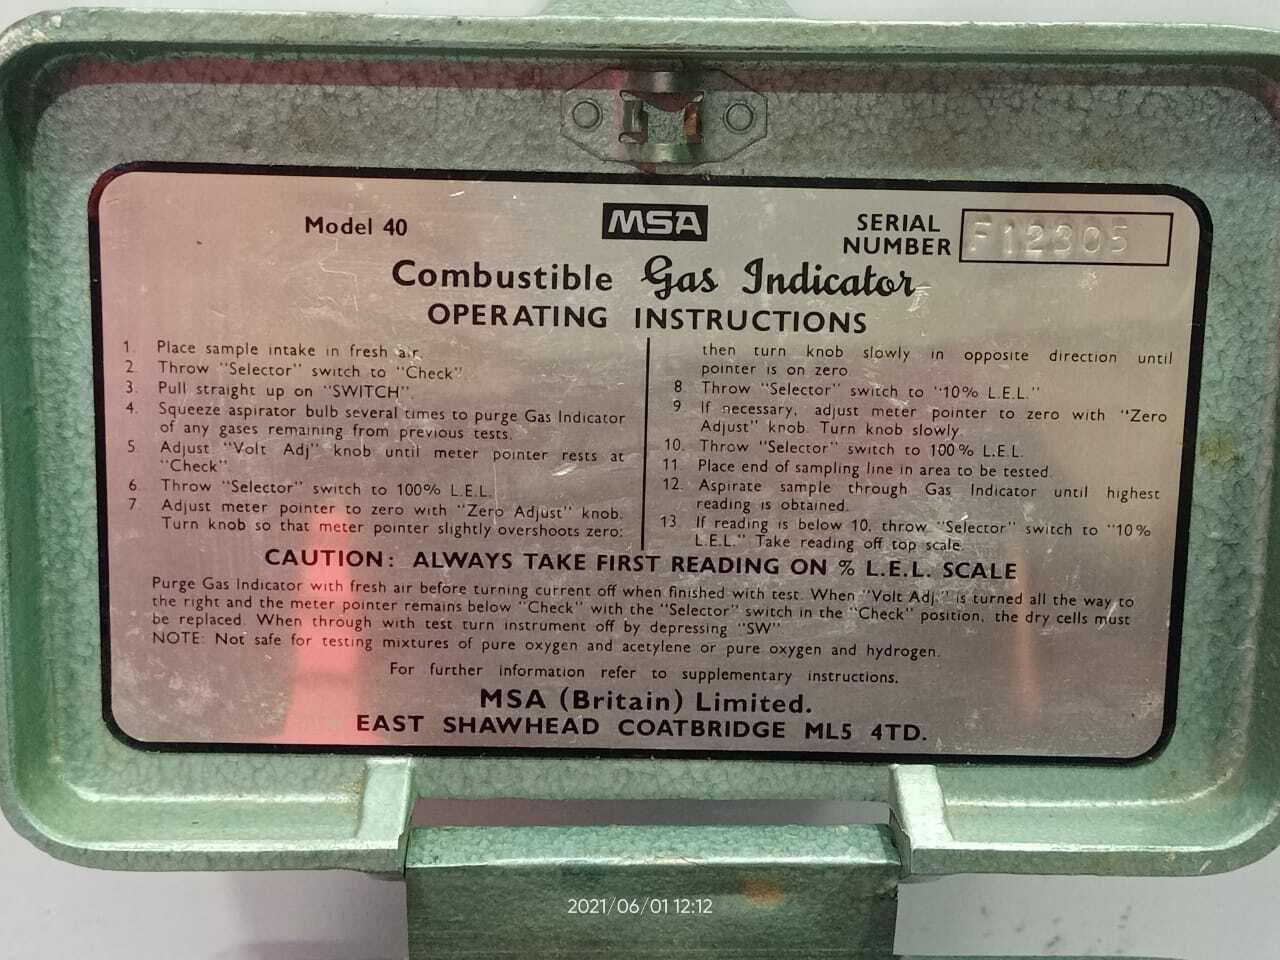 Model 40
MSA
SERIAL
NUMBER
F12305
Combustible Gas Indicator
OPERATING INSTRUCTIONS
1. Place sample intake in fresh air.
2. Throw "Selector" switch to "Check".
3. Pull straight up on "SWITCH".
4. Squeeze aspirator bulb several times to purge Gas Indicator
of any gases remaining from previous tests.
5. Adjust "Volt Adj" knob until meter pointer rests at
"Check".
6. Throw "Selector" switch to 100% L.E.L.
7. Adjust meter pointer to zero with "Zero Adjust" knob.
Turn knob so that meter pointer slightly overshoots zero:
then turn knob slowly in opposite direction until
pointer is on zero.
8. Throw "Selector" switch to "10% L.E.L."
9. If necessary, adjust meter pointer to zero with "Zero
Adjust" knob. Turn knob slowly.
10. Throw "Selector" switch to 100% L.E.L.
11. Place end of sampling line in area to be tested.
12. Aspirate sample through Gas Indicator until highest
reading is obtained.
13. If reading is below 10, throw "Selector" switch to "10%
L.E.L." Take reading off top scale.
CAUTION: ALWAYS TAKE FIRST READING ON % L.E.L. SCALE
Purge Gas Indicator with fresh air before turning current off when finished with test. When "Volt Adj." is turned all the way to
the right and the meter pointer remains below "Check" with the "Selector" switch in the "Check" position, the dry cells must
be replaced. When through with test turn instrument off by depressing "SW"
NOTE: Not safe for testing mixtures of pure oxygen and acetylene or pure oxygen and hydrogen.
For further information refer to supplementary instructions.
MSA (Britain) Limited.
EAST SHAWHEAD COATBRIDGE ML5 4TD.
2021/06/01 12:12